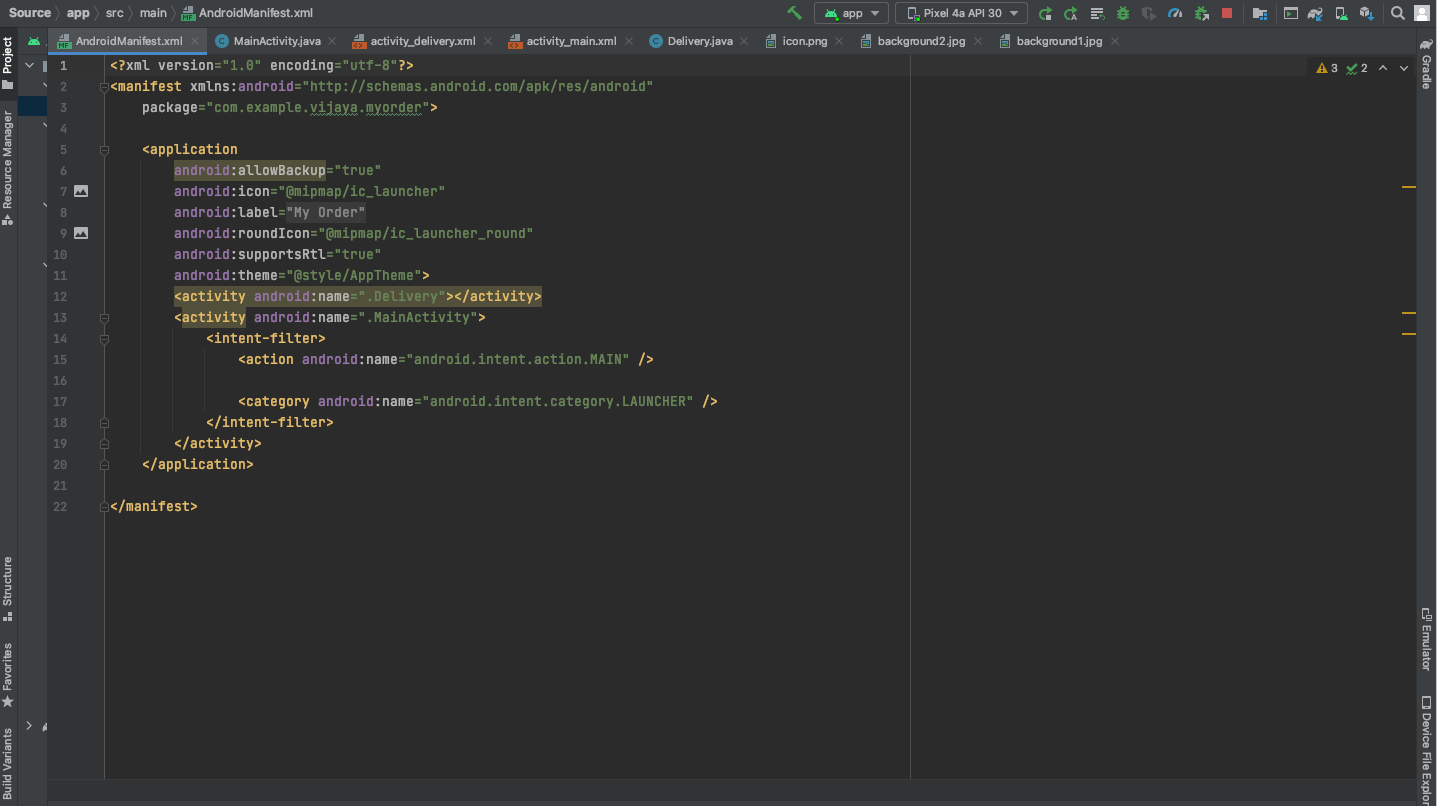 Source app src main AndroidManifest.xml app Pixel 4a API 30
AndroidManifest.xml MainActivity.java activity_delivery.xml activity_main.xml Delivery.java icon.png background2.jpg background1.jpg
Project
Resource Manager
Structure
Favorites
Build Variants
1 <?xml version="1.0" encoding="utf-8"?>
2 <manifest xmlns:android="http://schemas.android.com/apk/res/android"
3 package="com.example.vijaya.myorder">
4
5 <application
6 android:allowBackup="true"
7 android:icon="@mipmap/ic_launcher"
8 android:label="My Order"
9 android:roundIcon="@mipmap/ic_launcher_round"
10 android:supportsRtl="true"
11 android:theme="@style/AppTheme">
12 <activity android:name=".Delivery"></activity>
13 <activity android:name=".MainActivity">
14 <intent-filter>
15 <action android:name="android.intent.action.MAIN" />
16
17 <category android:name="android.intent.category.LAUNCHER" />
18 </intent-filter>
19 </activity>
20 </application>
21
22 </manifest>
3 2
Gradle
Emulator
Device File Explor